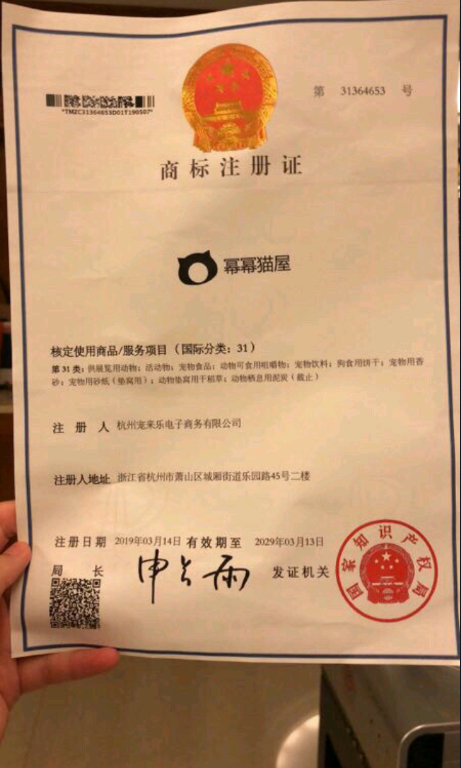 第 31364653 号
*TMZC31364653D01T190507*
商标注册证
幂幂猫屋
核定使用商品/服务项目（国际分类：31）
第31类：供展览用动物；活动物；宠物食品；动物可食用咀嚼物；宠物饮料；狗食用饼干；宠物用香
砂；宠物用砂纸（垫窝用）；动物垫窝用干稻草；动物栖息用泥炭（截止）
注册人 杭州宠来乐电子商务有限公司
注册人地址 浙江省杭州市萧山区城厢街道乐园路45号二楼
注册日期 2019年03月14日 有效期至 2029年03月13日
局长 申长雨 发证机关
国家知识产权局